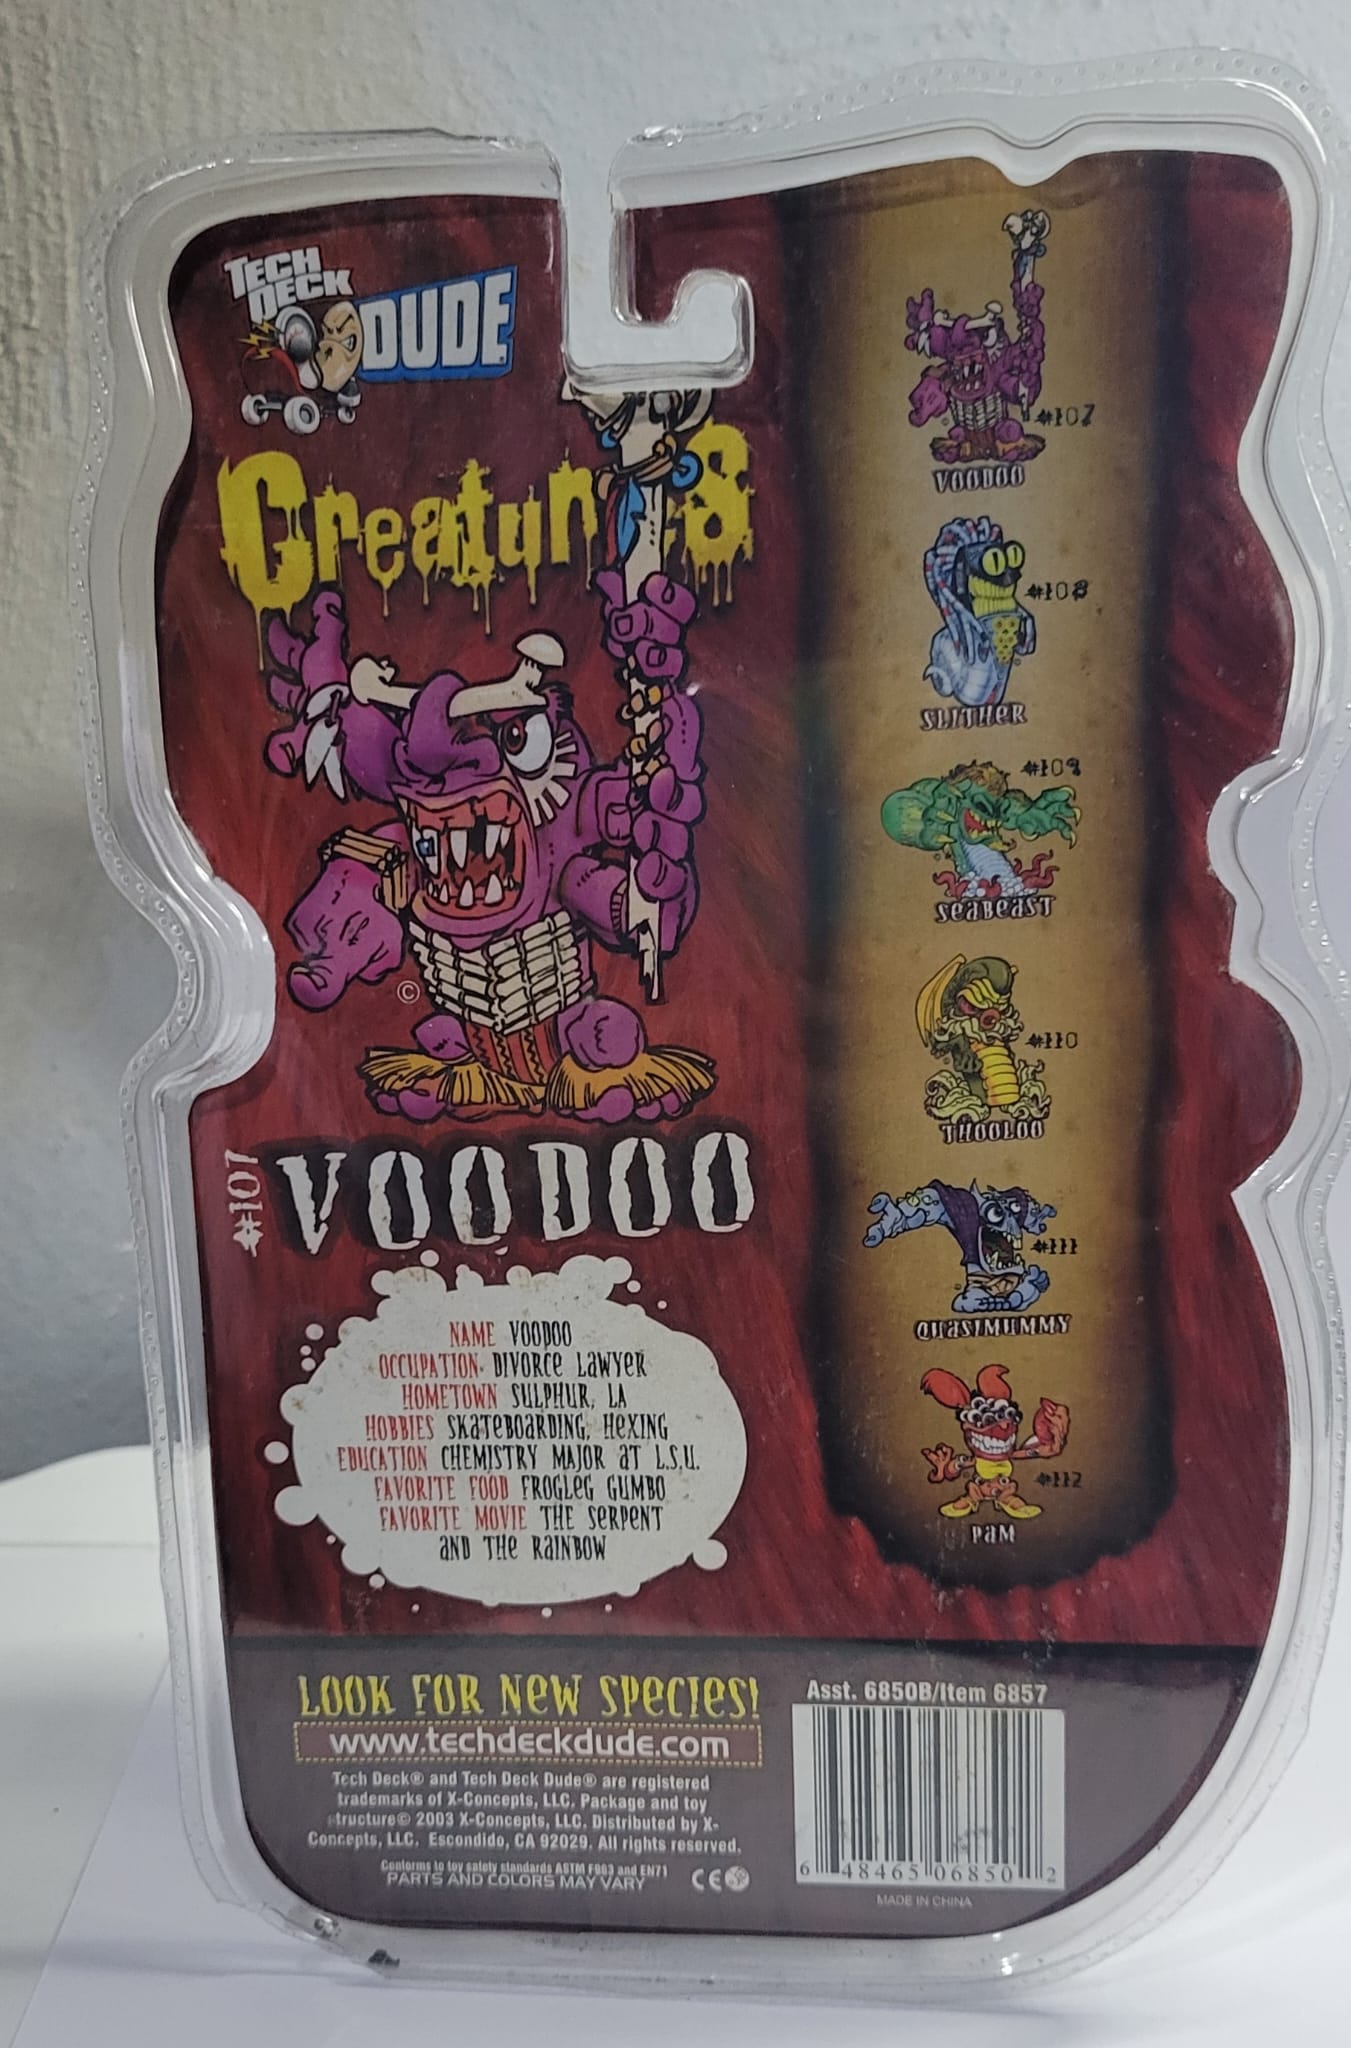 TECH
DECK
DUDE
Creatures
#107
VOODOO
NAME VOODOO
OCCUPATION DIVORCE LAWYER
HOMETOWN SULPHUR, LA
HOBBIES SKATEBOARDING, HEXING
EDUCATION CHEMISTRY MAJOR AT L.S.U.
FAVORITE FOOD FROGLEG GUMBO
FAVORITE MOVIE THE SERPENT
AND THE RAINBOW
#107
VOODOO
#108
SLITHER
#109
SEABEAST
#110
THOOLOO
#111
QUASIMUMMY
#112
PAM
LOOK FOR NEW SPECIES!
www.techdeckdude.com
Tech Deck® and Tech Deck Dude® are registered
trademarks of X-Concepts, LLC. Package and toy
structure© 2003 X-Concepts, LLC. Distributed by X-
Concepts, LLC. Escondido, CA 92029. All rights reserved.
Conforms to toy safety standards ASTM F963 and EN71
PARTS AND COLORS MAY VARY
CE
Asst. 6850B/Item 6857
6 48465 06850 2
MADE IN CHINA
©